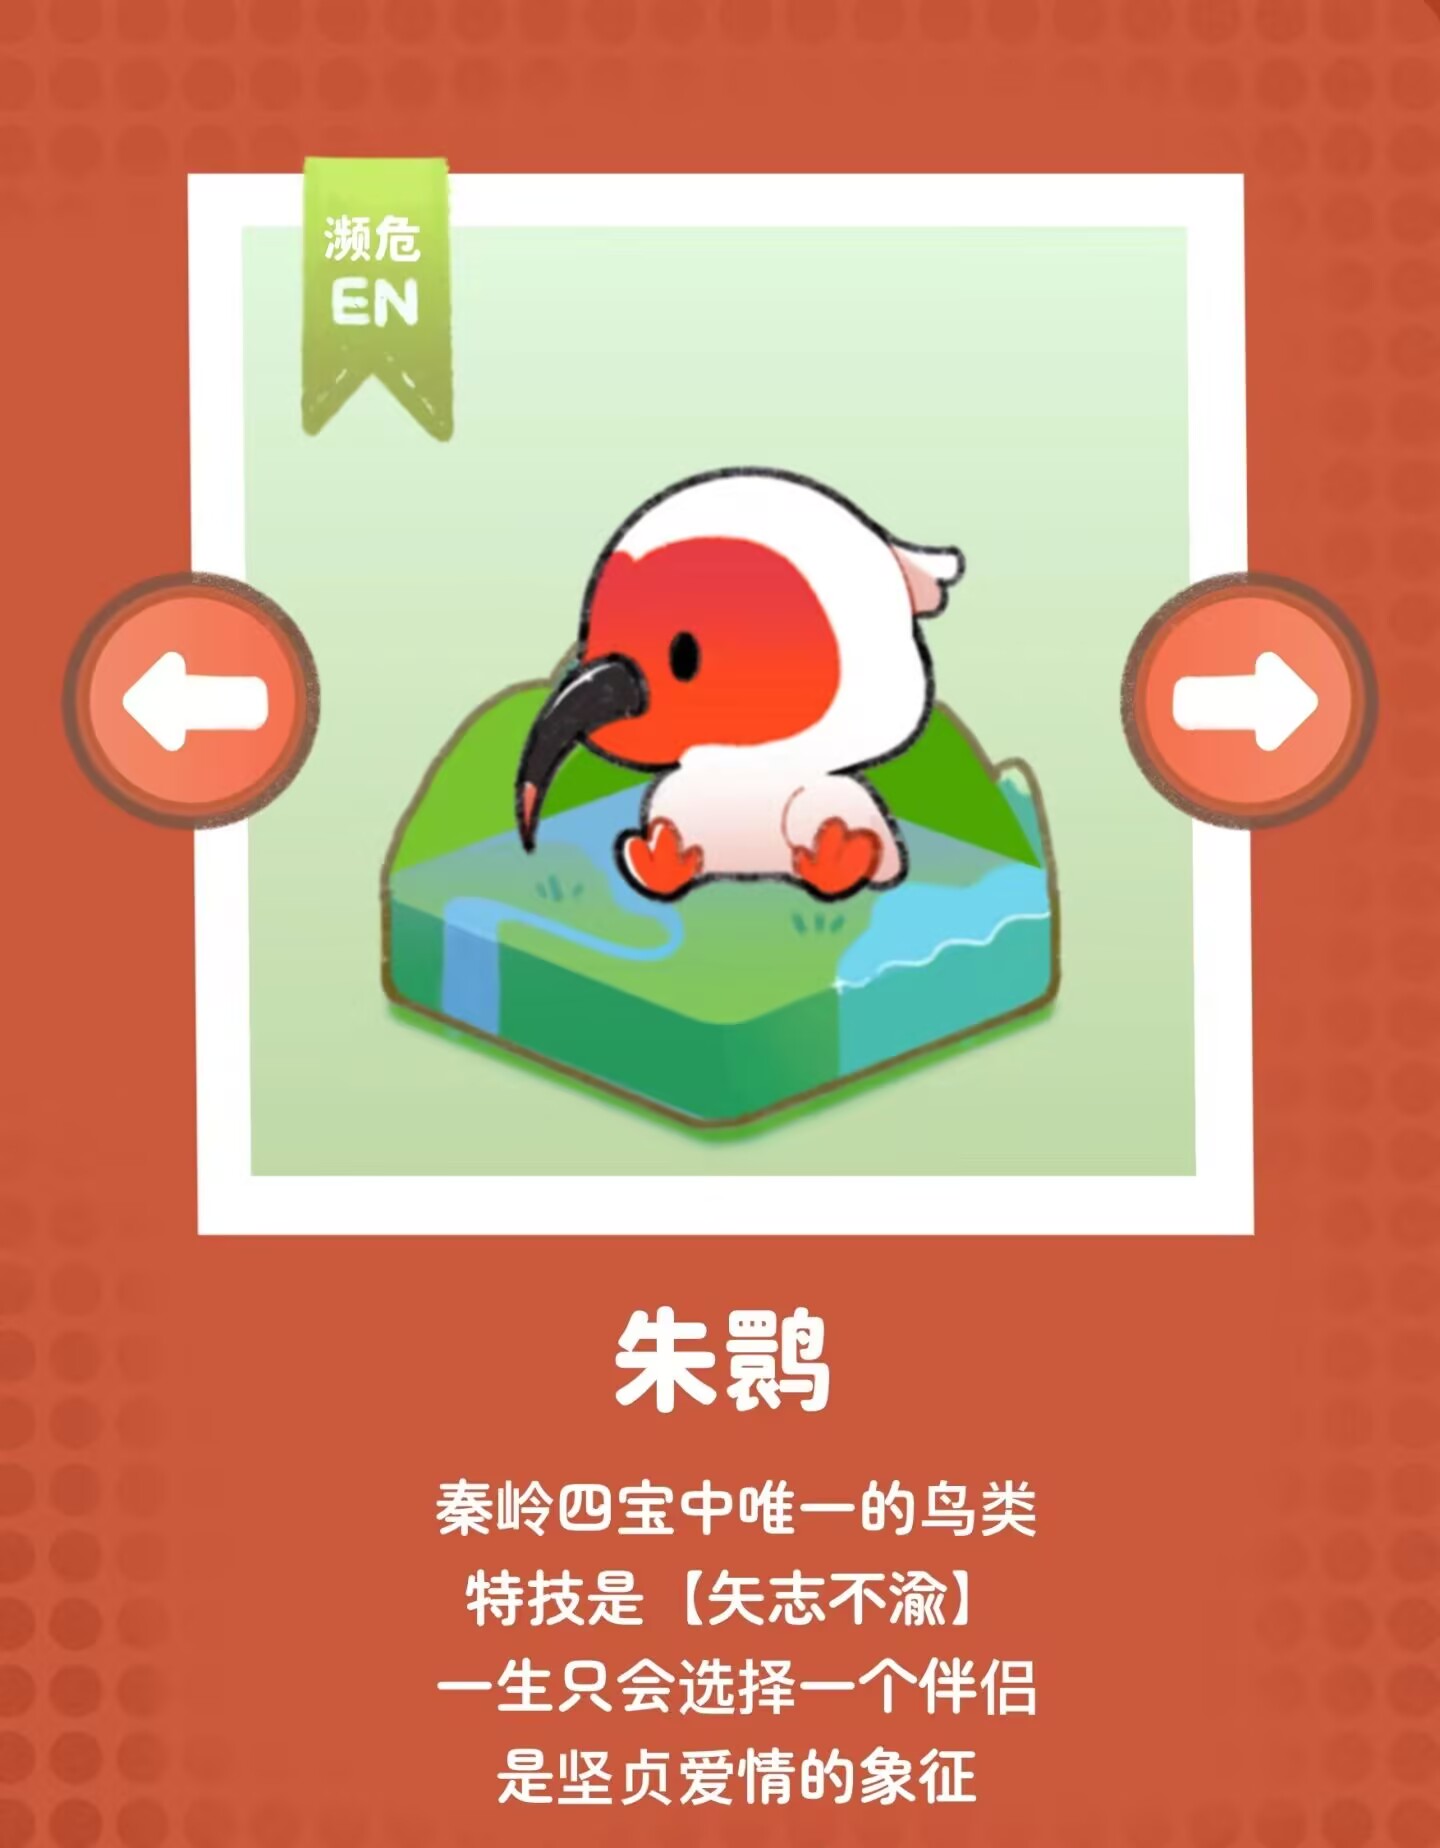 濒危
EN
朱鹮
秦岭四宝中唯一的鸟类
特技是【矢志不渝】
一生只会选择一个伴侣
是坚贞爱情的象征